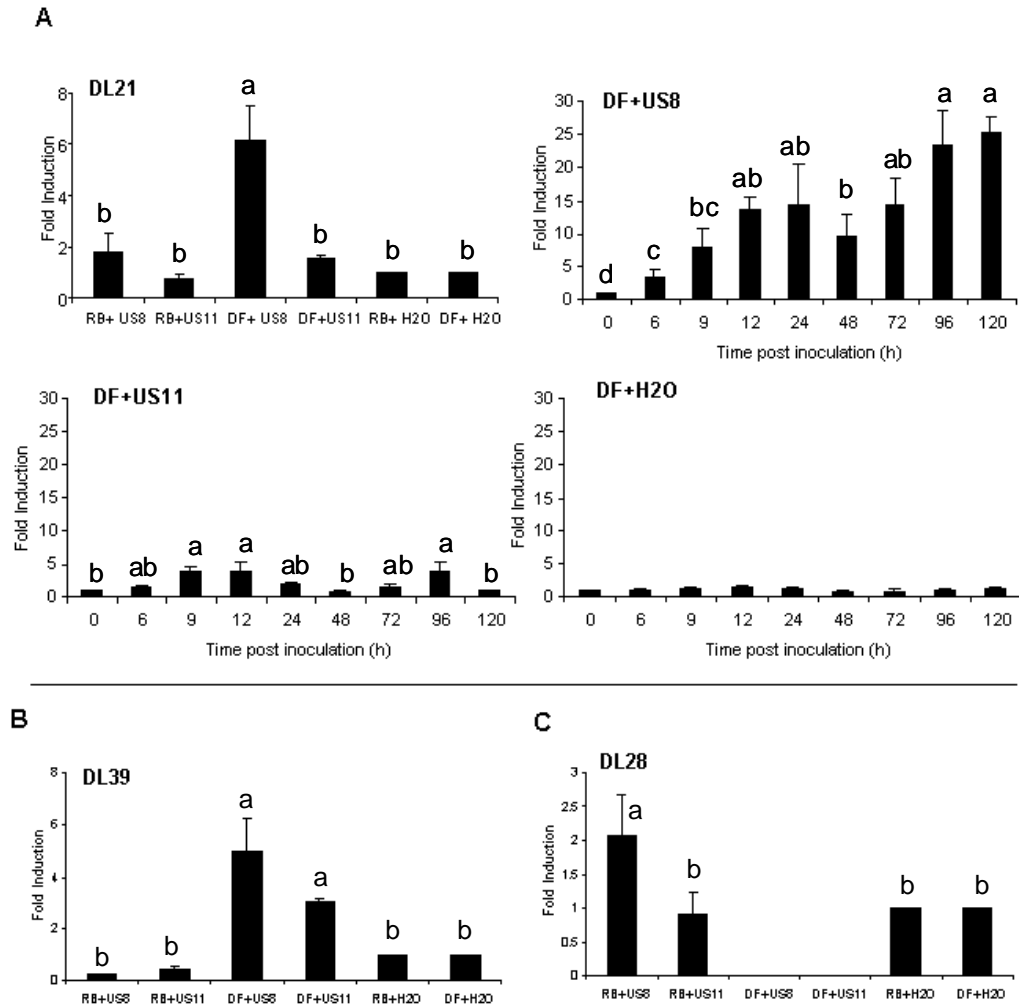 A
DL21
a
b b b b b
8
6
4
2
0
Fold Induction
RB+ US8 RB+US11 DF+ US8 DF+US11 RB+ H2O DF+ H2O
DF+US8
d c bc ab ab b ab a a
30
25
20
15
10
5
0
Fold Induction
0 6 9 12 24 48 72 96 120
Time post inoculation (h)
DF+US11
b ab a a ab b ab a b
30
25
20
15
10
5
0
Fold Induction
0 6 9 12 24 48 72 96 120
Time post inoculation (h)
DF+H2O
30
25
20
15
10
5
0
Fold Induction
0 6 9 12 24 48 72 96 120
Time post inoculation (h)
B
DL39
b b a a b b
8
6
4
2
0
Fold Induction
RB+US8 RB+US11 DF+US8 DF+US11 RB+H2O DF+H2O
C
DL28
a b b b
3
2.5
2
1.5
1
0.5
0
Fold Induction
RB+US8 RB+US11 DF+US8 DF+US11 RB+H2O DF+H2O